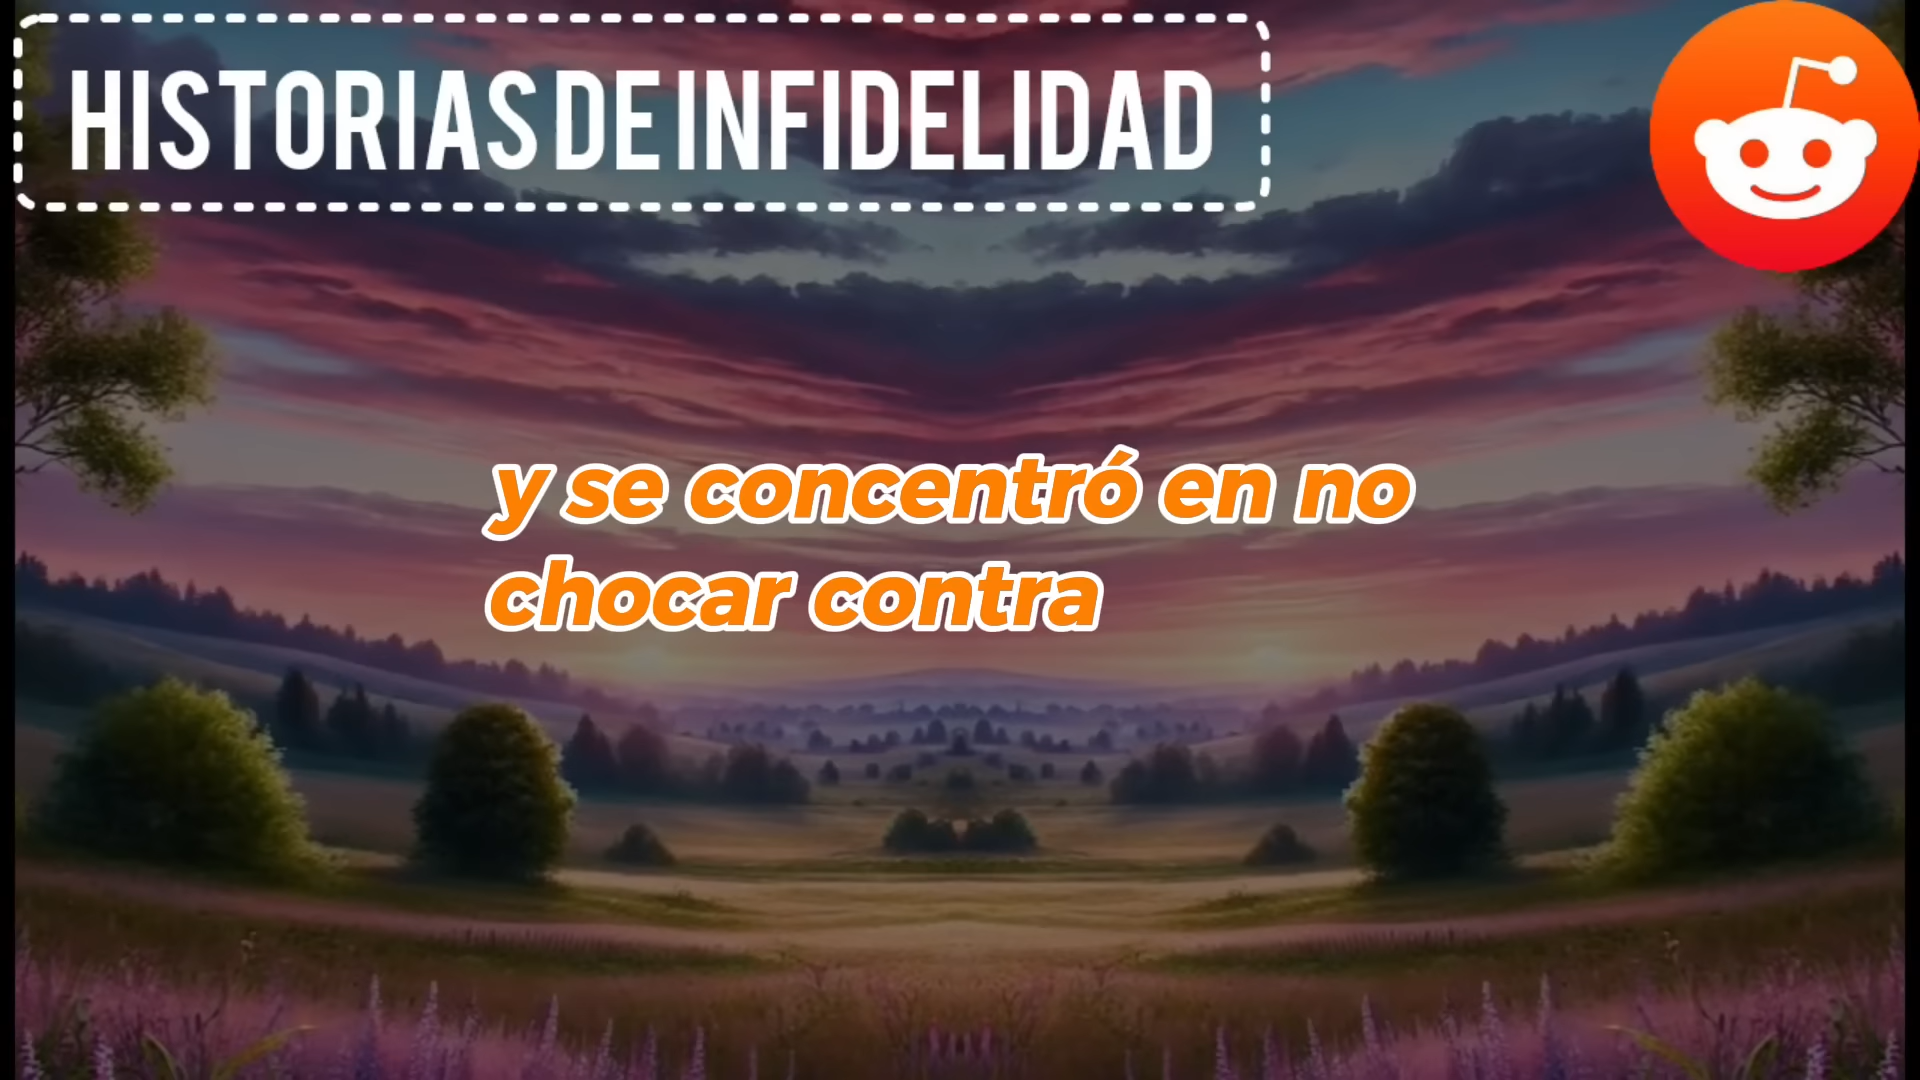 HISTORIAS DE INFIDELIDAD
y se concentró en no
chocar contra